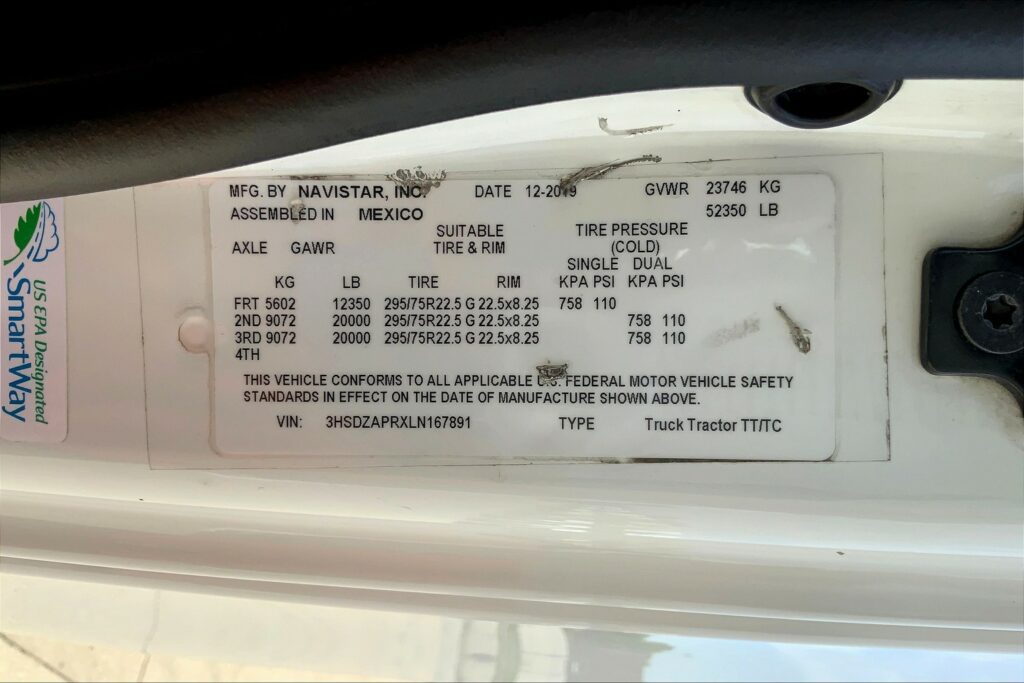 MFG. BY NAVISTAR, INC. DATE 12-2019 GVWR 23746 KG
ASSEMBLED IN MEXICO 52350 LB
SUITABLE TIRE PRESSURE
AXLE GAWR TIRE & RIM (COLD)
SINGLE DUAL
KG LB TIRE RIM KPA PSI KPA PSI
FRT 5602 12350 295/75R22.5 G 22.5x8.25 758 110
2ND 9072 20000 295/75R22.5 G 22.5x8.25 758 110
3RD 9072 20000 295/75R22.5 G 22.5x8.25 758 110
4TH
THIS VEHICLE CONFORMS TO ALL APPLICABLE U.S. FEDERAL MOTOR VEHICLE SAFETY
STANDARDS IN EFFECT ON THE DATE OF MANUFACTURE SHOWN ABOVE.
VIN: 3HSDZAPRXLN167891 TYPE Truck Tractor TT/TC
US EPA Designated
SmartWay